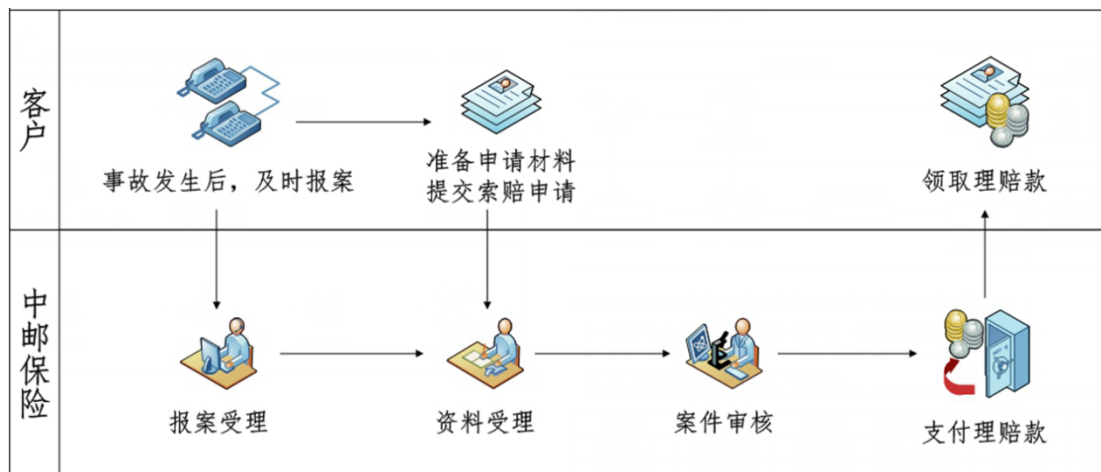 客户
事故发生后，及时报案
准备申请材料
提交索赔申请
领取理赔款
中邮保险
报案受理
资料受理
案件审核
支付理赔款